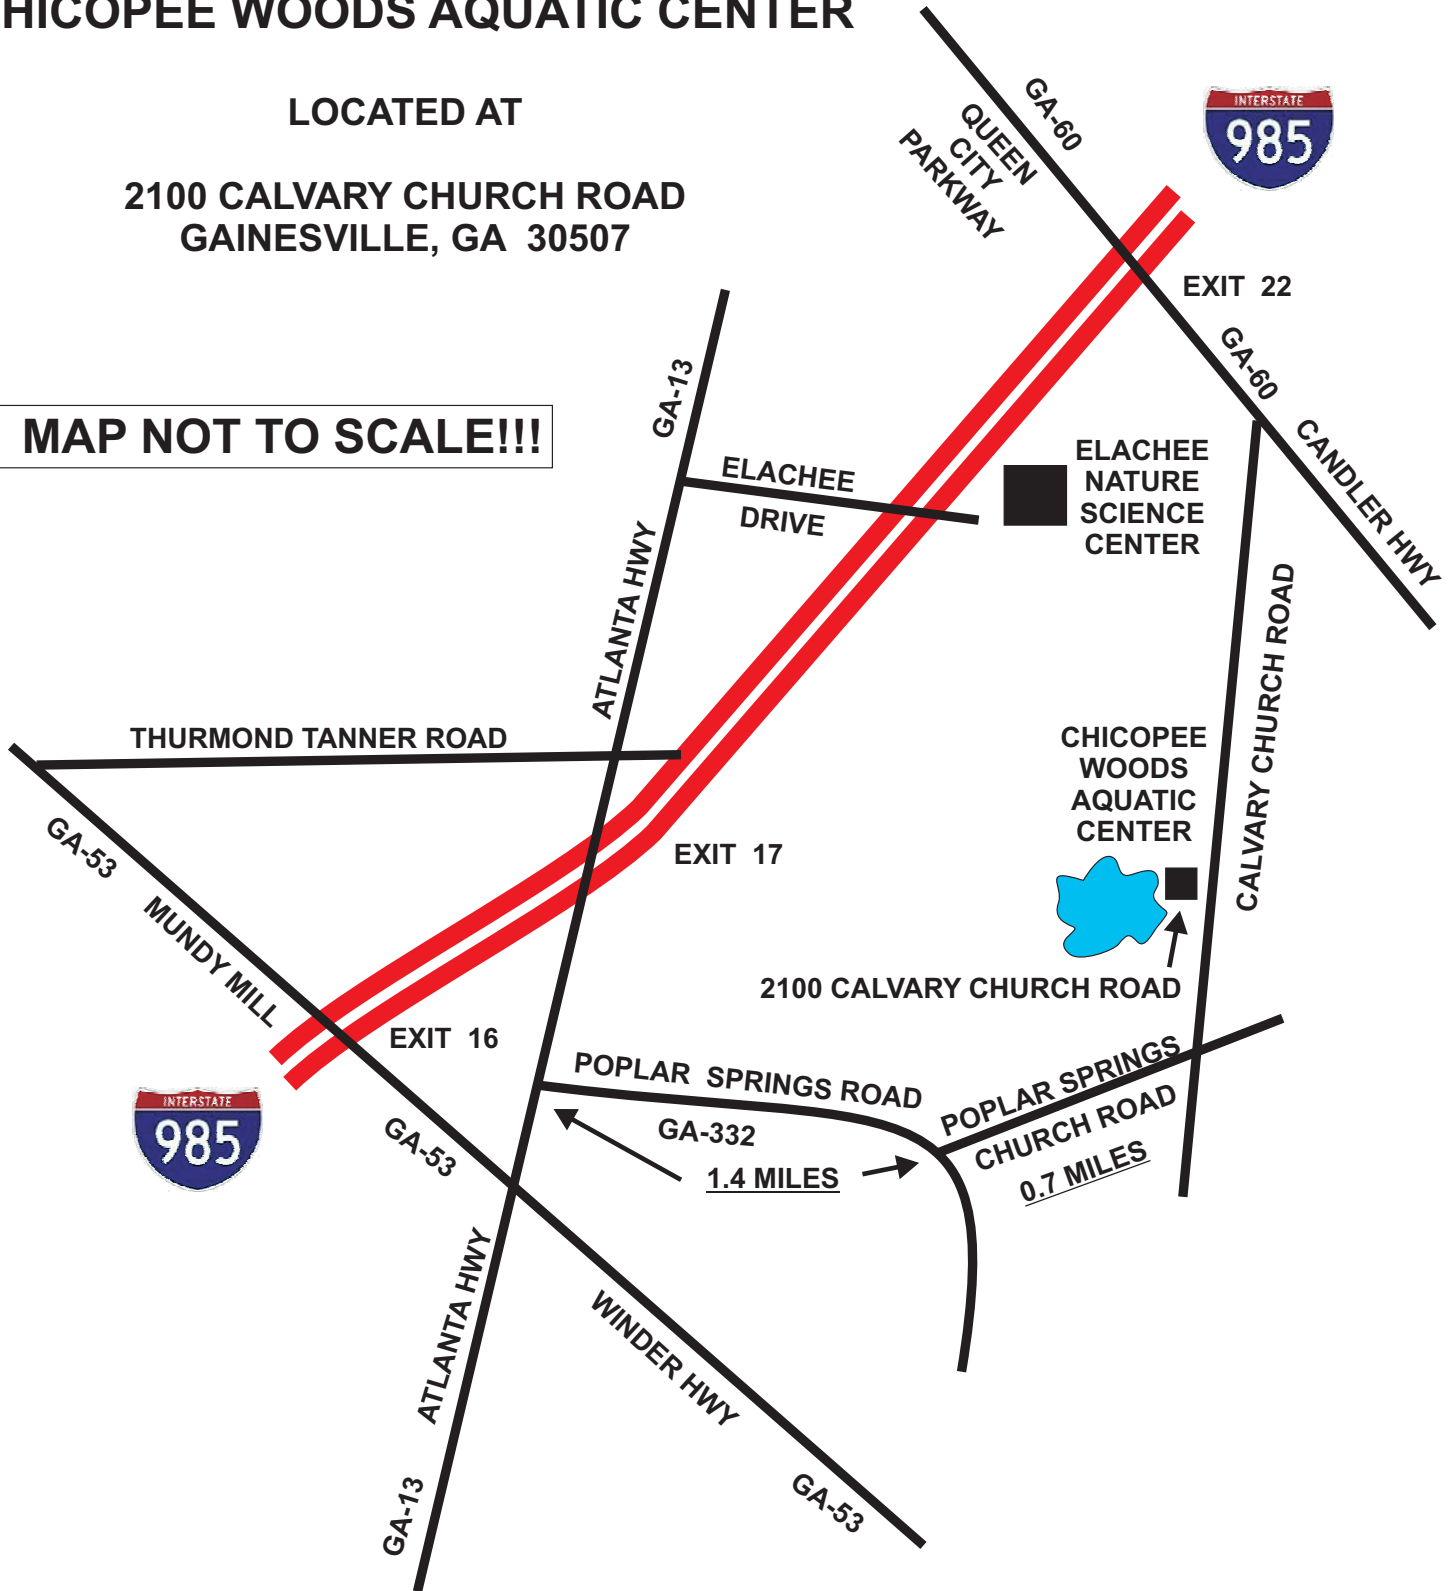 HICOPEE WOODS AQUATIC CENTER
LOCATED AT
2100 CALVARY CHURCH ROAD
GAINESVILLE, GA 30507
MAP NOT TO SCALE!!!
GA-60
QUEEN
CITY
PARKWAY
INTERSTATE
985
EXIT 22
GA-60
CANDLER HWY
GA-13
ELACHEE
DRIVE
ELACHEE
NATURE
SCIENCE
CENTER
ATLANTA HWY
CALVARY CHURCH ROAD
THURMOND TANNER ROAD
CHICOPEE
WOODS
AQUATIC
CENTER
GA-53
EXIT 17
MUNDY MILL
2100 CALVARY CHURCH ROAD
EXIT 16
INTERSTATE
985
POPLAR SPRINGS ROAD
GA-332
1.4 MILES
POPLAR SPRINGS
CHURCH ROAD
0.7 MILES
GA-53
ATLANTA HWY
WINDER HWY
GA-13
GA-53